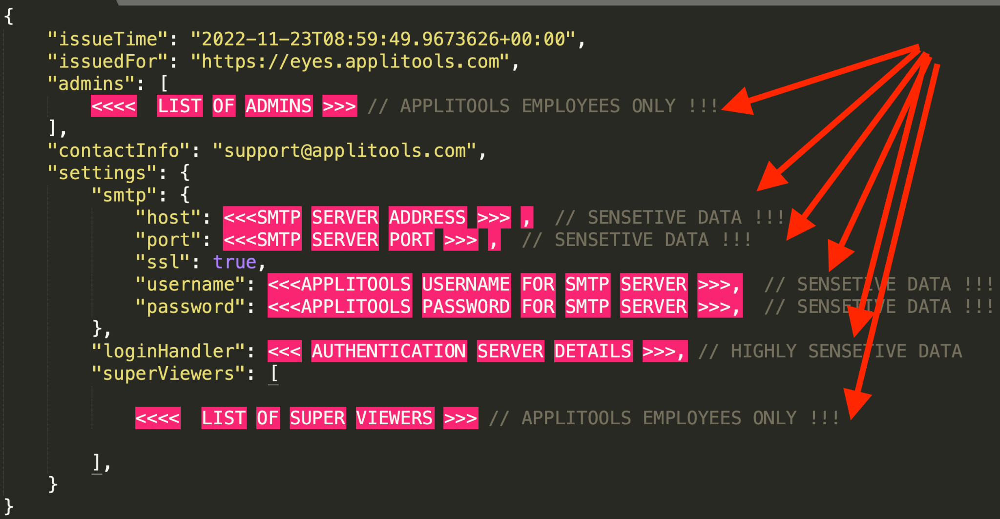 {
"issueTime": "2022-11-23T08:59:49.9673626+00:00",
"issuedFor": "https://eyes.applitools.com",
"admins": [
<<<<  LIST OF ADMINS >>> // APPLITOOLS EMPLOYEES ONLY !!!
],
"contactInfo": "support@applitools.com",
"settings": {
"smtp": {
"host": <<<SMTP SERVER ADDRESS >>> ,  // SENSETIVE DATA !!!
"port": <<<SMTP SERVER PORT >>> ,  // SENSETIVE DATA !!!
"ssl": true,
"username": <<<APPLITOOLS USERNAME FOR SMTP SERVER >>>,  // SENSETIVE DATA !!!
"password": <<<APPLITOOLS PASSWORD FOR SMTP SERVER >>>,  // SENSETIVE DATA !!!
},
"loginHandler": <<< AUTHENTICATION SERVER DETAILS >>>, // HIGHLY SENSETIVE DATA
"superViewers": [
<<<<  LIST OF SUPER VIEWERS >>> // APPLITOOLS EMPLOYEES ONLY !!!
],
}
}